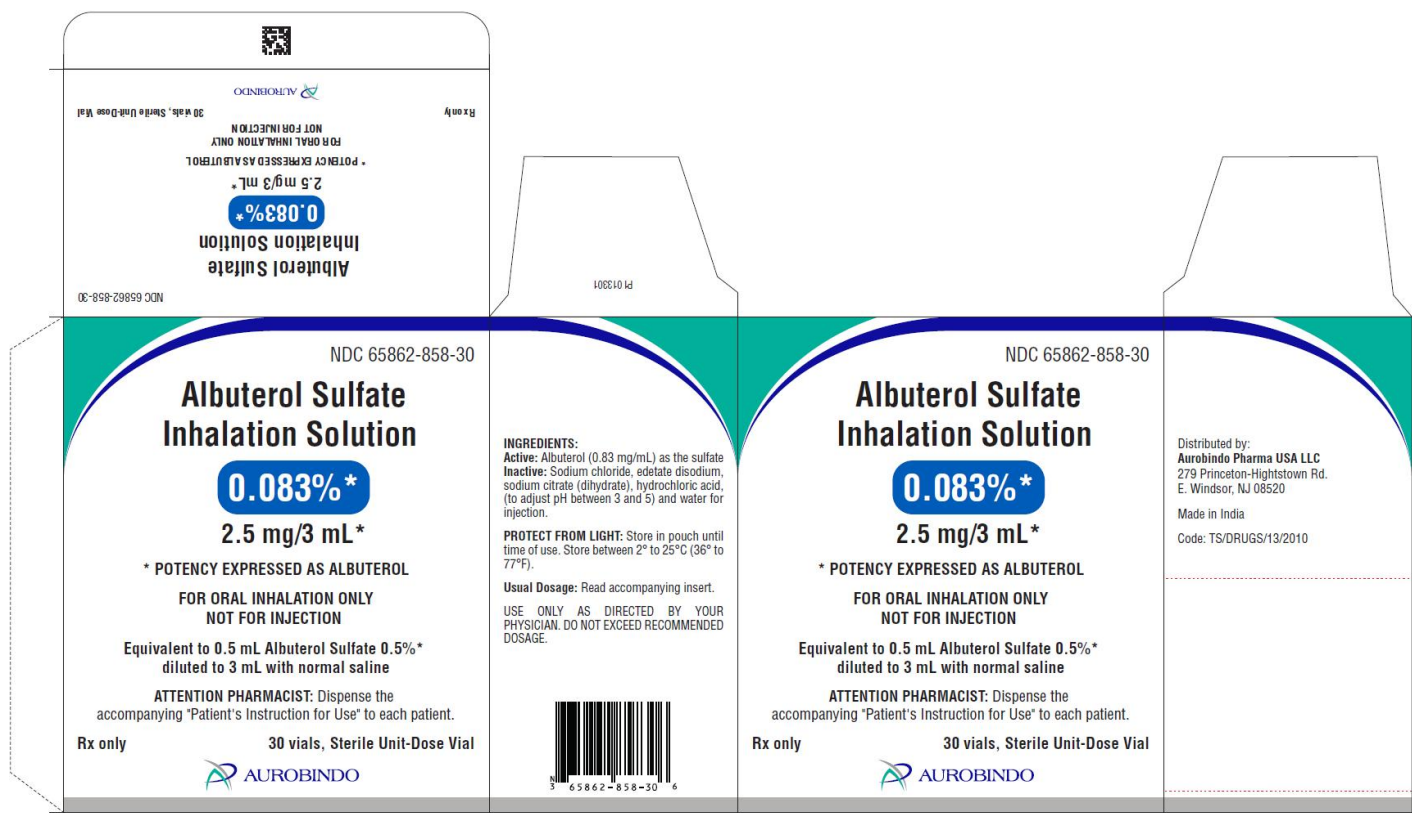 AUROBINDO
Rx only
30 vials, Sterile Unit-Dose Vial
NOT FOR INJECTION
FOR ORAL INHALATION ONLY
* POTENCY EXPRESSED AS ALBUTEROL
2.5 mg/3 mL*
0.083%*
Inhalation Solution
Albuterol Sulfate
NDC 65862-858-30
P1013301
NDC 65862-858-30
Albuterol Sulfate
Inhalation Solution
0.083%*
2.5 mg/3 mL*
* POTENCY EXPRESSED AS ALBUTEROL
FOR ORAL INHALATION ONLY
NOT FOR INJECTION
Equivalent to 0.5 mL Albuterol Sulfate 0.5%*
diluted to 3 mL with normal saline
ATTENTION PHARMACIST: Dispense the
accompanying "Patient's Instruction for Use" to each patient.
Rx only
30 vials, Sterile Unit-Dose Vial
AUROBINDO
INGREDIENTS:
Active: Albuterol (0.83 mg/mL) as the sulfate
Inactive: Sodium chloride, edetate disodium,
sodium citrate (dihydrate), hydrochloric acid,
(to adjust pH between 3 and 5) and water for
injection.
PROTECT FROM LIGHT: Store in pouch until
time of use. Store between 2° to 25°C (36° to
77°F).
Usual Dosage: Read accompanying insert.
USE ONLY AS DIRECTED BY YOUR
PHYSICIAN. DO NOT EXCEED RECOMMENDED
DOSAGE.
N
3 65862-858-30 6
NDC 65862-858-30
Albuterol Sulfate
Inhalation Solution
0.083%*
2.5 mg/3 mL*
* POTENCY EXPRESSED AS ALBUTEROL
FOR ORAL INHALATION ONLY
NOT FOR INJECTION
Equivalent to 0.5 mL Albuterol Sulfate 0.5%*
diluted to 3 mL with normal saline
ATTENTION PHARMACIST: Dispense the
accompanying "Patient's Instruction for Use" to each patient.
Rx only
30 vials, Sterile Unit-Dose Vial
AUROBINDO
Distributed by:
Aurobindo Pharma USA LLC
279 Princeton-Hightstown Rd.
E. Windsor, NJ 08520
Made in India
Code: TS/DRUGS/13/2010